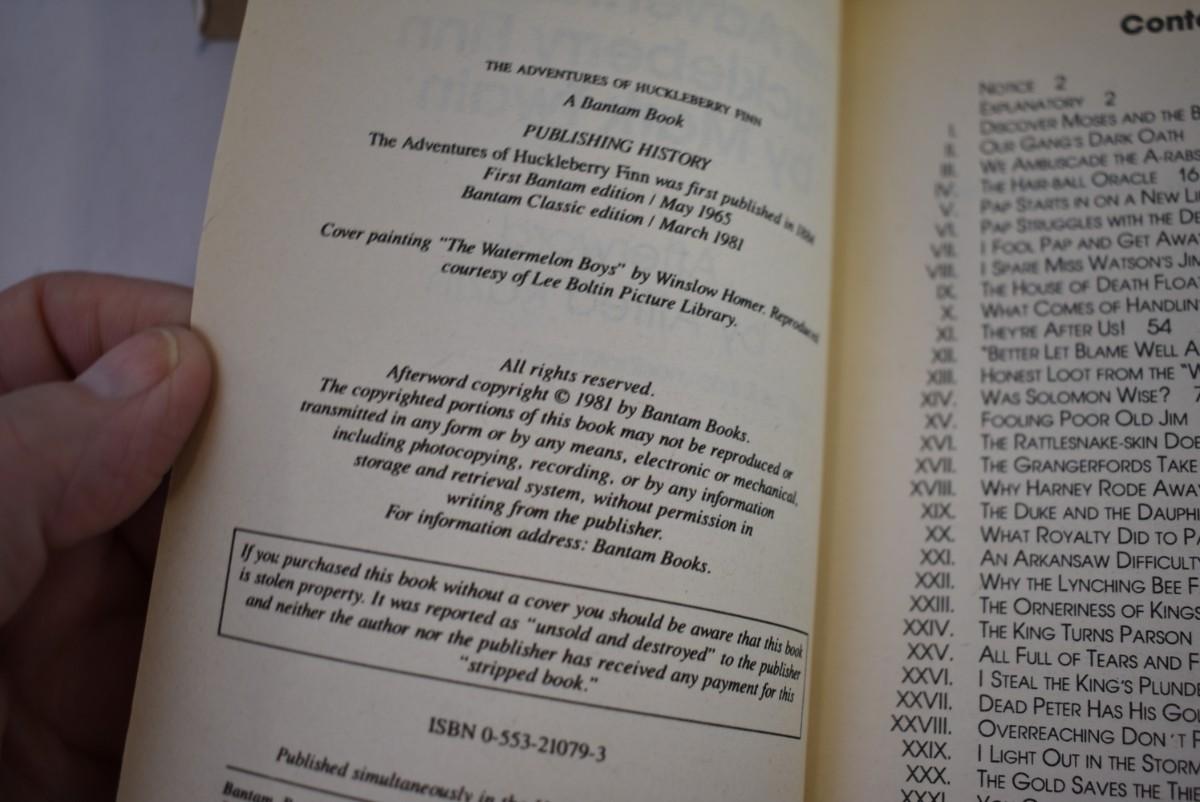 THE ADVENTURES OF HUCKLEBERRY FINN
A Bantam Book
PUBLISHING HISTORY
The Adventures of Huckleberry Finn was first published in 1884
First Bantam edition / May 1965
Bantam Classic edition / March 1981
Cover painting "The Watermelon Boys" by Winslow Homer. Reproduced
courtesy of Lee Boltin Picture Library.
All rights reserved.
Afterword copyright © 1981 by Bantam Books.
The copyrighted portions of this book may not be reproduced or
transmitted in any form or by any means, electronic or mechanical,
including photocopying, recording, or by any information
storage and retrieval system, without permission in
writing from the publisher.
For information address: Bantam Books.
If you purchased this book without a cover you should be aware that this book
is stolen property. It was reported as "unsold and destroyed" to the publisher
and neither the author nor the publisher has received any payment for this
"stripped book."
ISBN 0-553-21079-3
Published simultaneously in the
Bantam
Conte
NOTICE 2
EXPLANATORY 2
I. DISCOVER MOSES AND THE B
II. OUR GANG'S DARK OATH
III. WE AMBUSCADE THE A-RABS
IV. THE HAIR-BALL ORACLE 16
V. PAP STARTS IN ON A NEW L
VI. PAP STRUGGLES WITH THE DE
VII. I FOOL PAP AND GET AWA
VIII. I SPARE MISS WATSON'S JIM
IX. THE HOUSE OF DEATH FLOA
X. WHAT COMES OF HANDLIN
XI. THEY'RE AFTER US! 54
XII. "BETTER LET BLAME WELL A
XIII. HONEST LOOT FROM THE "W
XIV. WAS SOLOMON WISE? 7
XV. FOOLING POOR OLD JIM
XVI. THE RATTLESNAKE-SKIN DOE
XVII. THE GRANGERFORDS TAKE
XVIII. WHY HARNEY RODE AWAY
XIX. THE DUKE AND THE DAUPHI
XX. WHAT ROYALTY DID TO PA
XXI. AN ARKANSAW DIFFICULTY
XXII. WHY THE LYNCHING BEE F
XXIII. THE ORNERINESS OF KINGS
XXIV. THE KING TURNS PARSON
XXV. ALL FULL OF TEARS AND F
XXVI. I STEAL THE KING'S PLUNDE
XXVII. DEAD PETER HAS HIS GO
XXVIII. OVERREACHING DON'T P
XXIX. I LIGHT OUT IN THE STORM
XXX. THE GOLD SAVES THE THIE
XXXI.